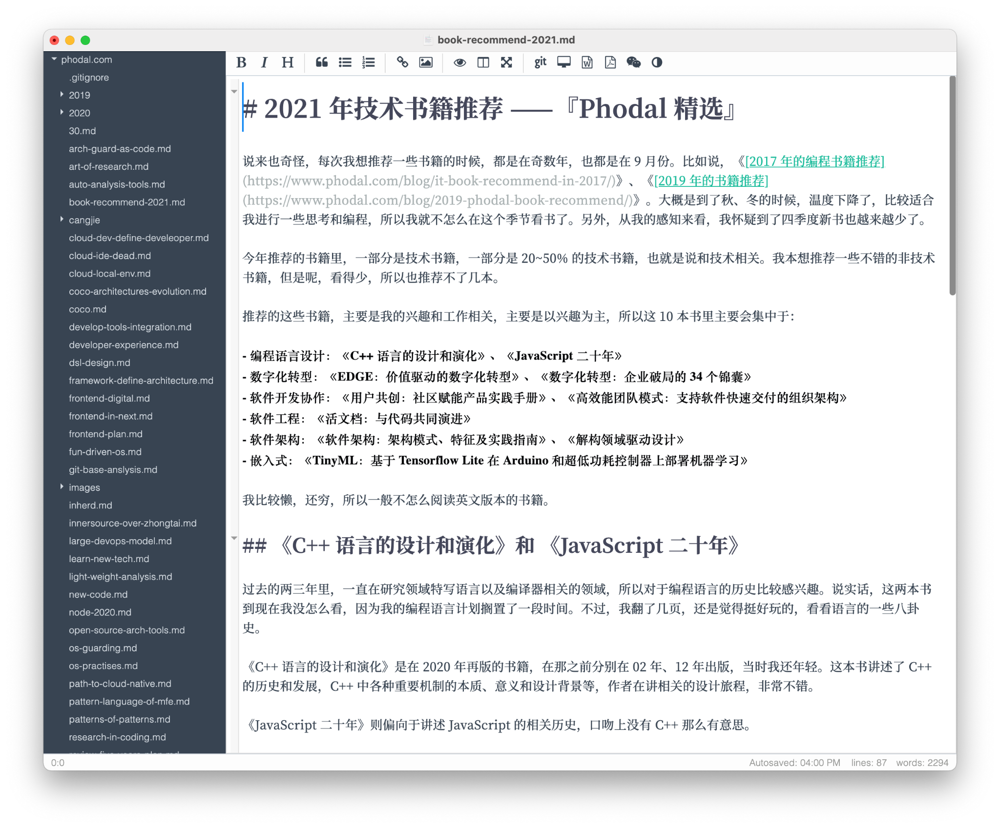 book-recommend-2021.md
B I H git
phodal.com
.gitignore
2019
2020
30.md
arch-guard-as-code.md
art-of-research.md
auto-analysis-tools.md
book-recommend-2021.md
cangjie
cloud-dev-define-develeoper.md
cloud-ide-dead.md
cloud-local-env.md
coco-architectures-evolution.md
coco.md
develop-tools-integration.md
developer-experience.md
dsl-design.md
framework-define-architecture.md
frontend-digital.md
frontend-in-next.md
frontend-plan.md
fun-driven-os.md
git-base-anslysis.md
images
inherd.md
innersource-over-zhongtai.md
large-devops-model.md
learn-new-tech.md
light-weight-analysis.md
new-code.md
node-2020.md
open-source-arch-tools.md
os-guarding.md
os-practises.md
path-to-cloud-native.md
pattern-language-of-mfe.md
patterns-of-patterns.md
research-in-coding.md
# 2021 年技术书籍推荐 ——『Phodal 精选』
说来也奇怪，每次我想推荐一些书籍的时候，都是在奇数年，也都是在 9 月份。比如说，《[2017 年的编程书籍推荐]
(https://www.phodal.com/blog/it-book-recommend-in-2017/)》、《[2019 年的书籍推荐]
(https://www.phodal.com/blog/2019-phodal-book-recommend/)》。大概是到了秋、冬的时候，温度下降了，比较适合
我进行一些思考和编程，所以我就不怎么在这个季节看书了。另外，从我的感知来看，我怀疑到了四季度新书也越来越少了。
今年推荐的书籍里，一部分是技术书籍，一部分是 20~50% 的技术书籍，也就是说和技术相关。我本想推荐一些不错的非技术
书籍，但是呢，看得少，所以也推荐不了几本。
推荐的这些书籍，主要是我的兴趣和工作相关，主要是以兴趣为主，所以这 10 本书里主要会集中于：
- 编程语言设计：《C++ 语言的设计和演化》、《JavaScript 二十年》
- 数字化转型：《EDGE：价值驱动的数字化转型》、《数字化转型：企业破局的 34 个锦囊》
- 软件开发协作：《用户共创：社区赋能产品实践手册》、《高效能团队模式：支持软件快速交付的组织架构》
- 软件工程：《活文档：与代码共同演进》
- 软件架构：《软件架构：架构模式、特征及实践指南》、《解构领域驱动设计》
- 嵌入式：《TinyML：基于 Tensorflow Lite 在 Arduino 和超低功耗控制器上部署机器学习》
我比较懒，还穷，所以一般不怎么阅读英文版本的书籍。
## 《C++ 语言的设计和演化》和 《JavaScript 二十年》
过去的两三年里，一直在研究领域特写语言以及编译器相关的领域，所以对于编程语言的历史比较感兴趣。说实话，这两本书
到现在我没怎么看，因为我的编程语言计划搁置了一段时间。不过，我翻了几页，还是觉得挺好玩的，看看语言的一些八卦
史。
《C++ 语言的设计和演化》是在 2020 年再版的书籍，在那之前分别在 02 年、12 年出版，当时我还年轻。这本书讲述了 C++
的历史和发展，C++ 中各种重要机制的本质、意义和设计背景等，作者在讲相关的设计旅程，非常不错。
《JavaScript 二十年》则偏向于讲述 JavaScript 的相关历史，口吻上没有 C++ 那么有意思。
0:0
Autosaved: 04:00 PM lines: 87 words: 2294